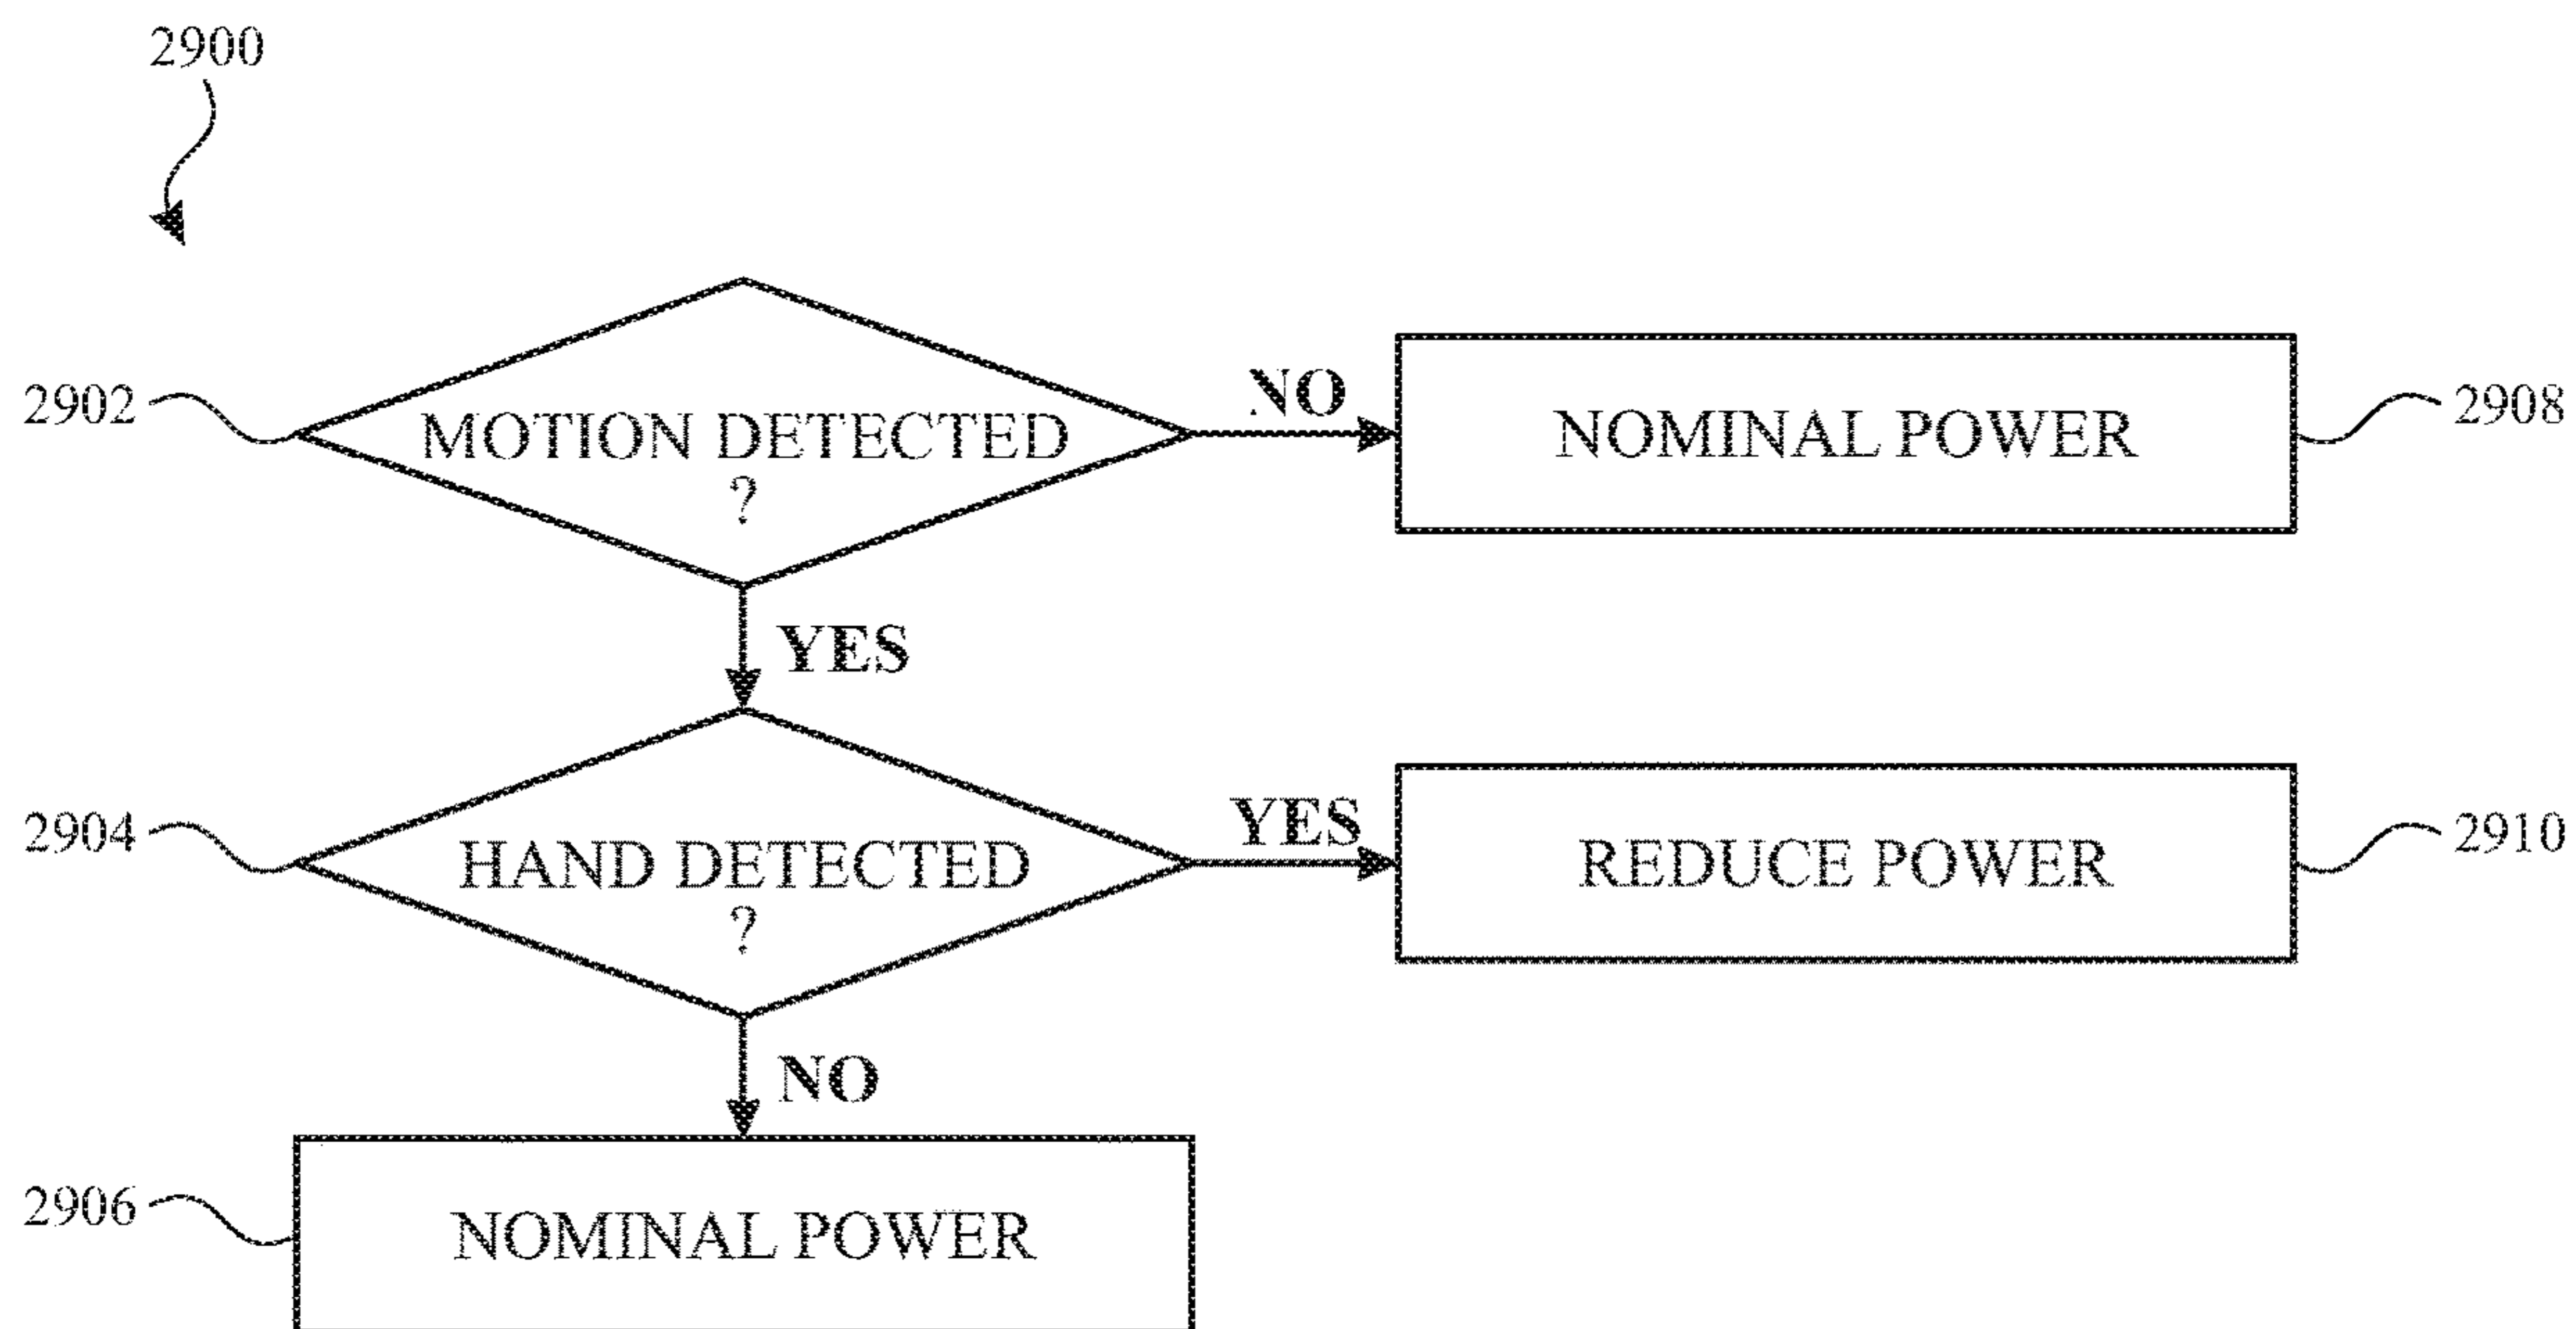 2900
2902
MOTION DETECTED
?
NO
NOMINAL POWER
2908
YES
2904
HAND DETECTED
?
YES
REDUCE POWER
2910
NO
2906
NOMINAL POWER